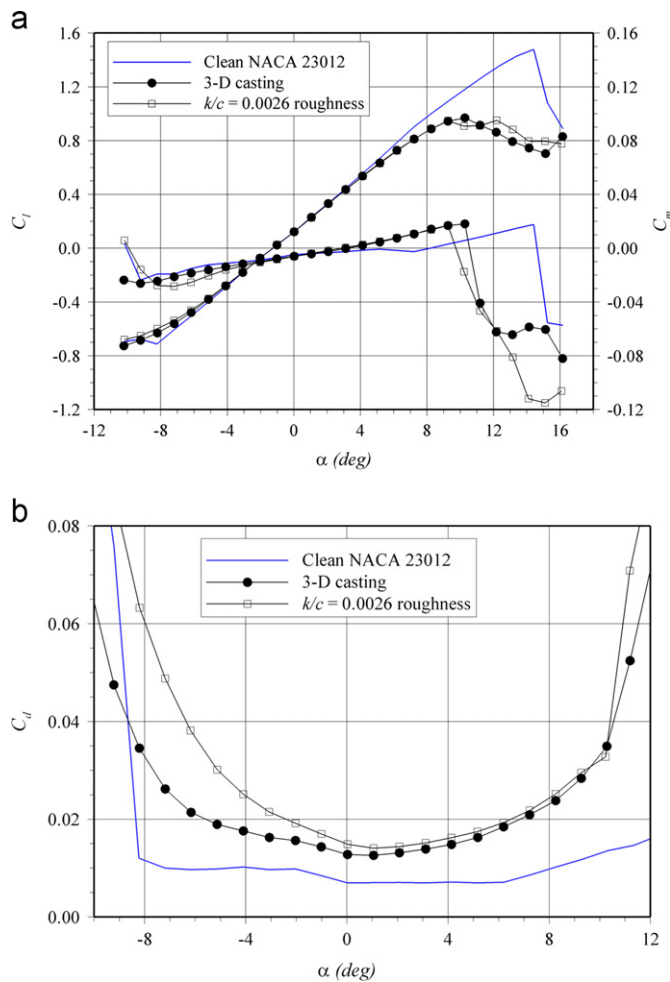 a
1.6
0.16
Clean NACA 23012
3-D casting
k/c = 0.0026 roughness
1.2
0.12
0.8
0.08
0.4
0.04
C_l
C_m
0.0
0.00
-0.4
-0.04
-0.8
-0.08
-1.2
-0.12
-12 -8 -4 0 4 8 12 16
α (deg)
b
0.08
Clean NACA 23012
3-D casting
k/c = 0.0026 roughness
0.06
C_d
0.04
0.02
0.00
-8 -4 0 4 8 12
α (deg)